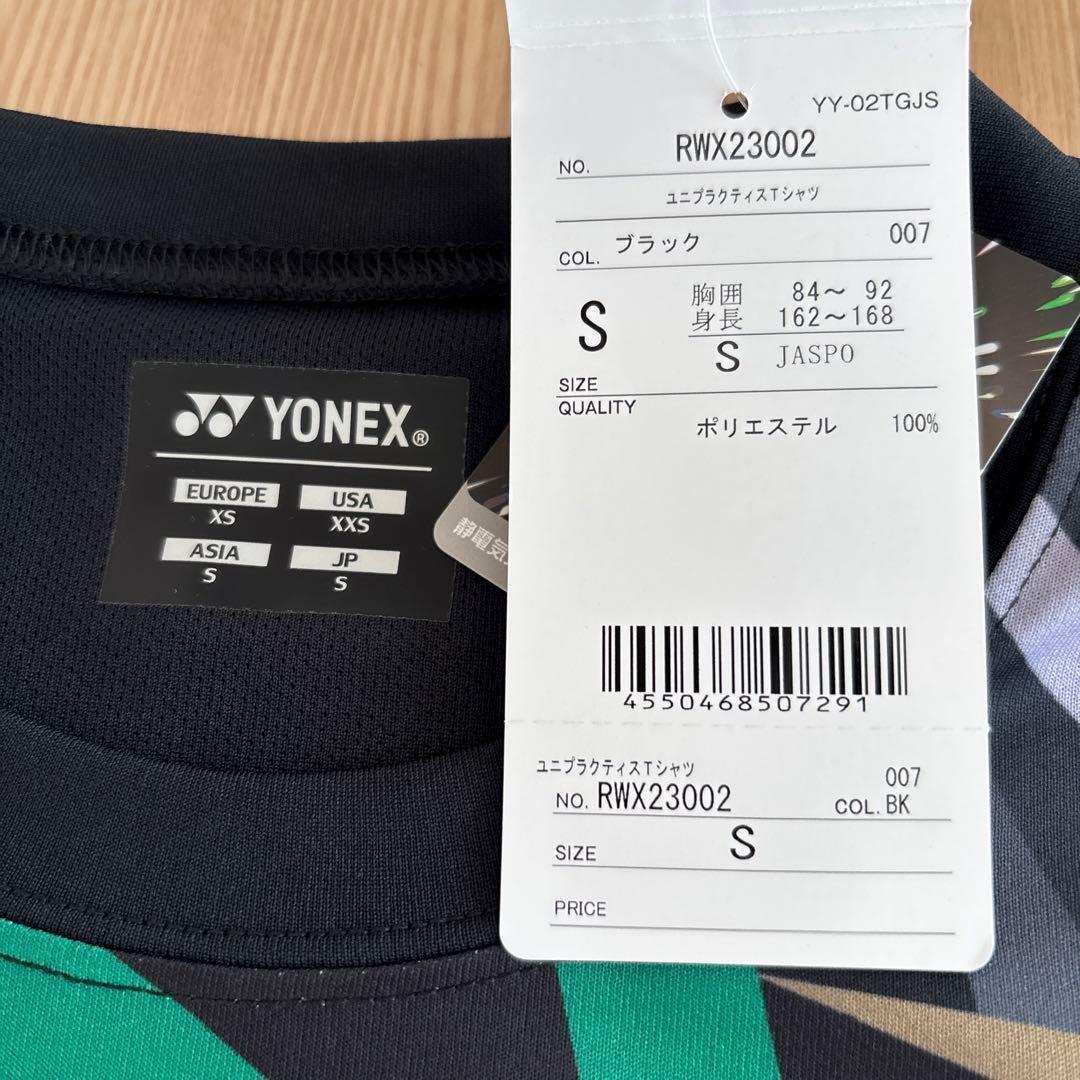 YONEX®
EUROPE
XS
USA
XXS
ASIA
S
JP
S
静電気
YY-02TGJS
NO. RWX23002
ユニプラクティスTシャツ
COL. ブラック 007
S
胸囲 84～ 92
身長 162～168
S JASPO
SIZE
QUALITY
ポリエステル 100%
4550468507291
ユニプラクティスTシャツ 007
NO. RWX23002 COL. BK
SIZE S
PRICE